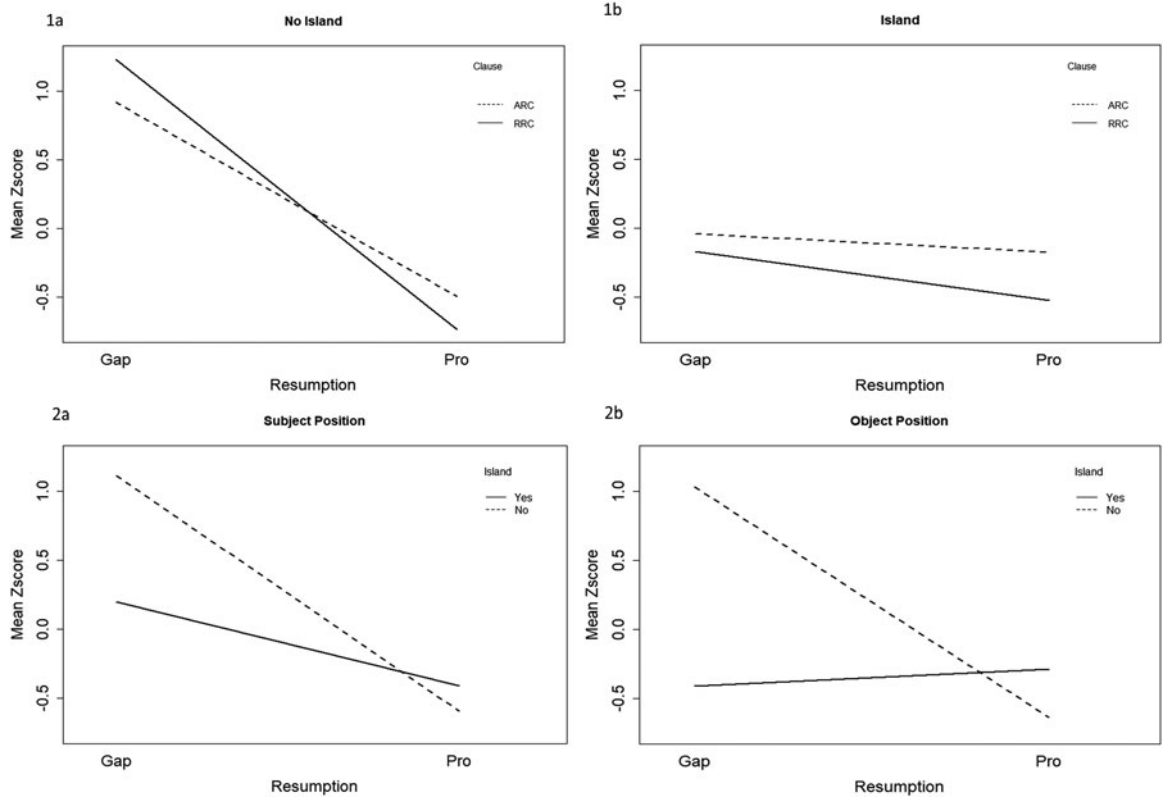 1a
No Island
Mean Zscore
1.0
0.5
0.0
-0.5
Clause
ARC
RRC
Gap
Pro
Resumption
1b
Island
Mean Zscore
1.0
0.5
0.0
-0.5
Clause
ARC
RRC
Gap
Pro
Resumption
2a
Subject Position
Mean Zscore
1.0
0.5
0.0
-0.5
Island
Yes
No
Gap
Pro
Resumption
2b
Object Position
Mean Zscore
1.0
0.5
0.0
-0.5
Island
Yes
No
Gap
Pro
Resumption